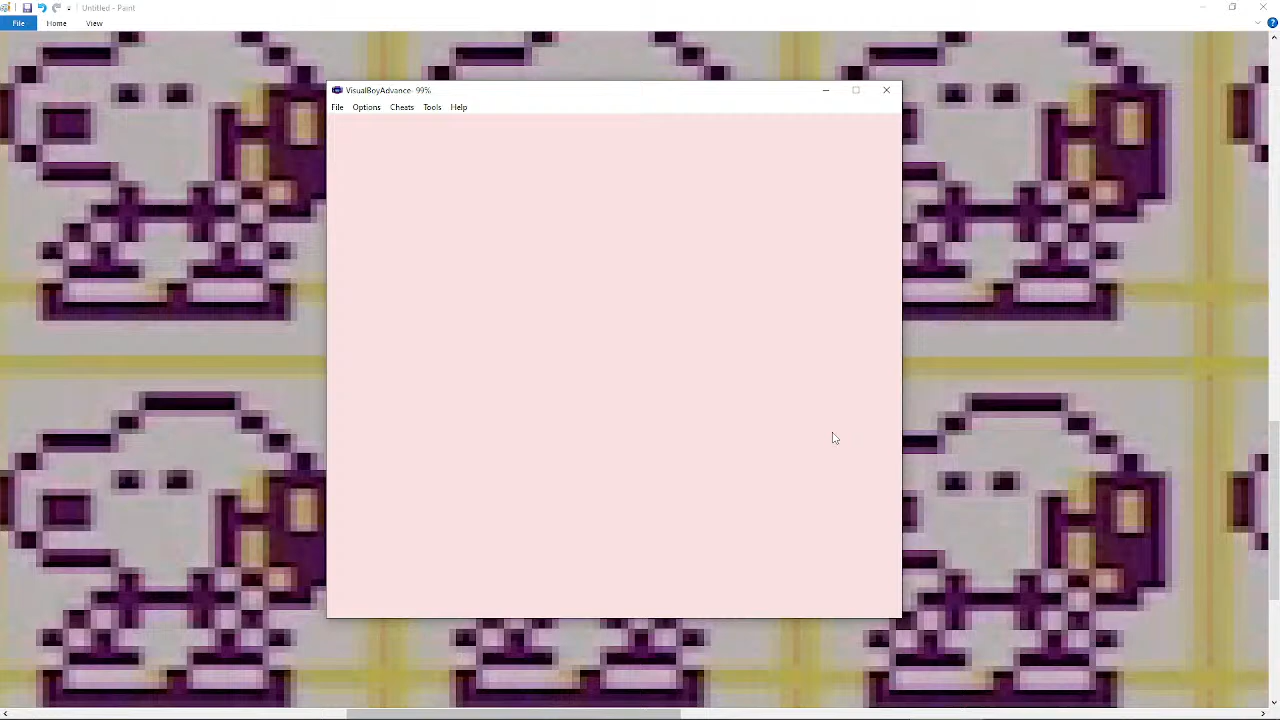 Untitled - Paint
File Home View
VisualBoyAdvance- 99%
File Options Cheats Tools Help